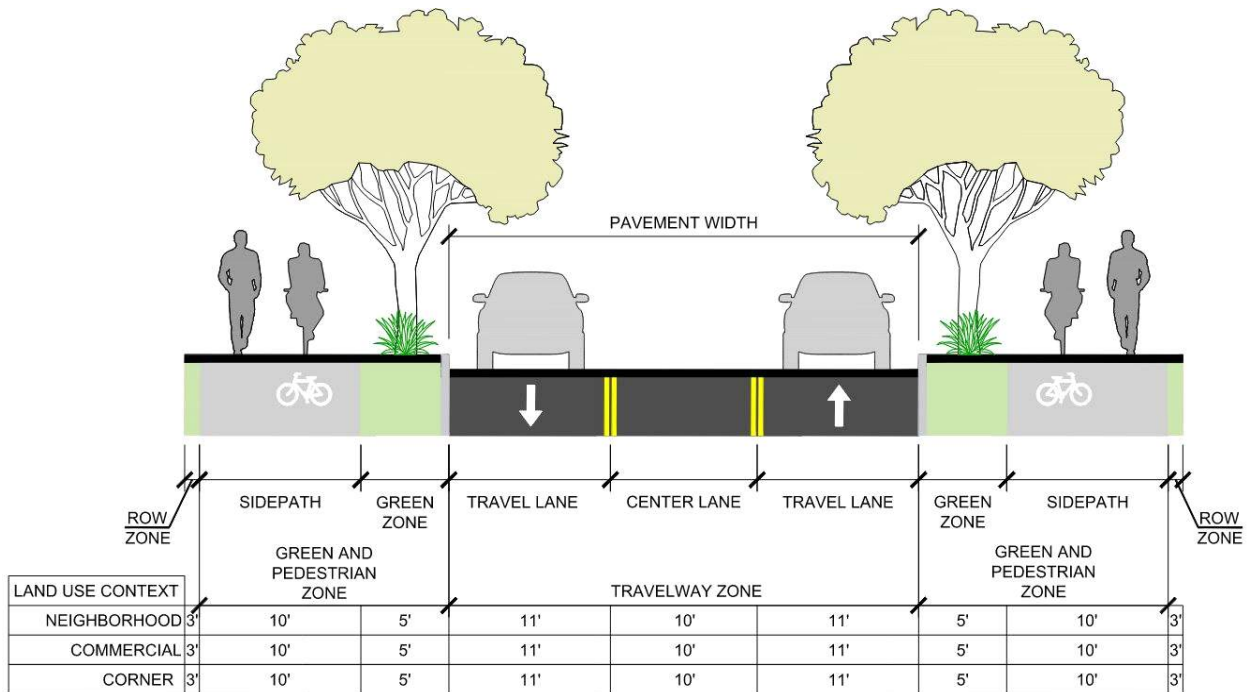 PAVEMENT WIDTH
ROW
ZONE
SIDEPATH
GREEN
ZONE
TRAVEL LANE
CENTER LANE
TRAVEL LANE
GREEN
ZONE
SIDEPATH
ROW
ZONE
GREEN AND
PEDESTRIAN
ZONE
TRAVELWAY ZONE
GREEN AND
PEDESTRIAN
ZONE
LAND USE CONTEXT
NEIGHBORHOOD 3' 10' 5' 11' 10' 11' 5' 10' 3'
COMMERCIAL 3' 10' 5' 11' 10' 11' 5' 10' 3'
CORNER 3' 10' 5' 11' 10' 11' 5' 10' 3'